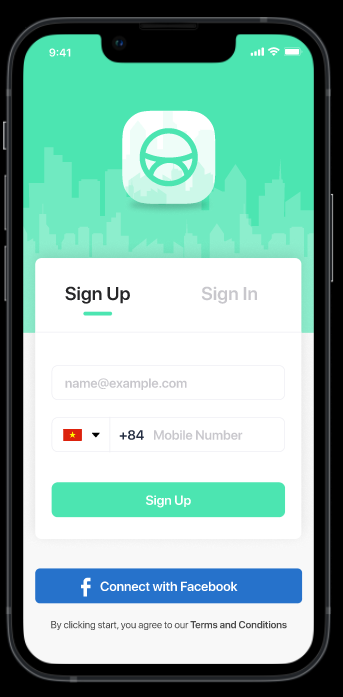 9:41
Sign Up Sign In
name@example.com
+84 Mobile Number
Sign Up
Connect with Facebook
By clicking start, you agree to our Terms and Conditions